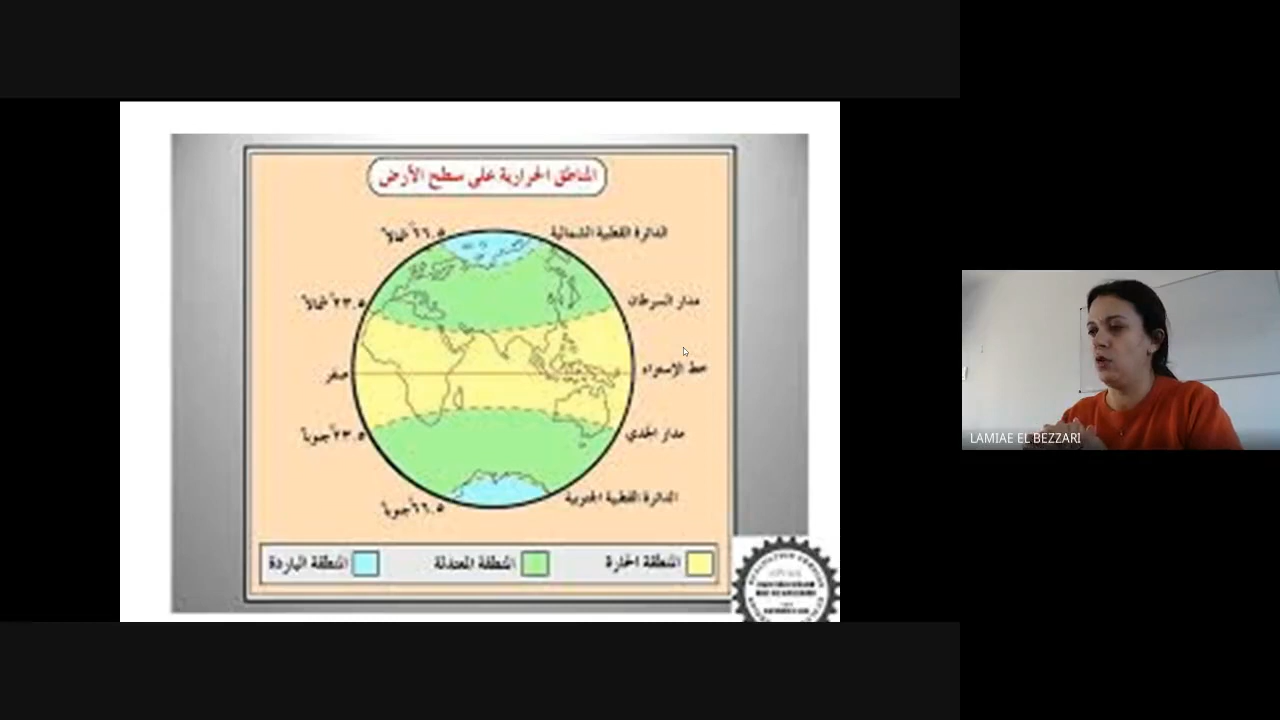 المناطق الحرارية على سطح الأرض
الدائرة القطبية الشمالية
٦٦.٥ شمالاً
مدار السرطان
٢٣.٥ شمالاً
خط الإستواء
صفر
مدار الجدي
٢٣.٥ جنوباً
الدائرة القطبية الجنوبية
٦٦.٥ جنوباً
المنطقة الحارة
المنطقة المعتدلة
المنطقة الباردة
LAMIAE EL BEZZARI